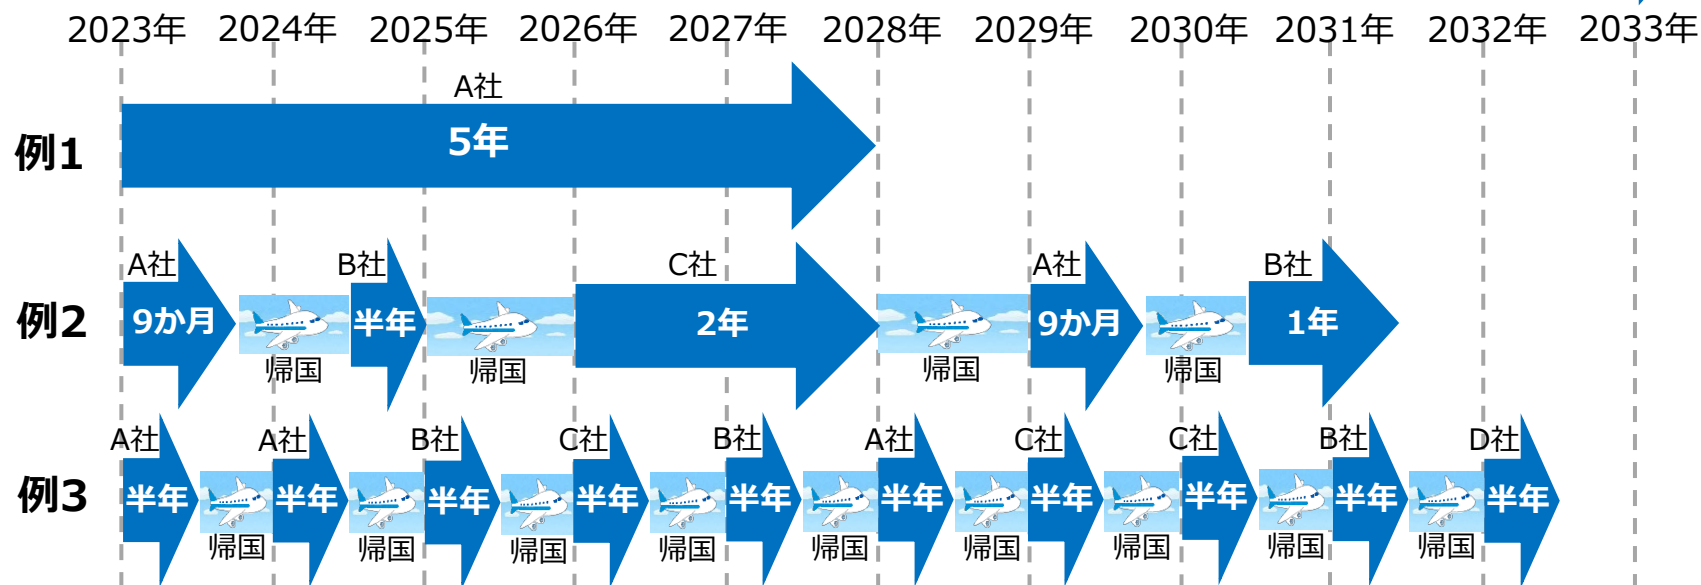 2023年 2024年 2025年 2026年 2027年 2028年 2029年 2030年 2031年 2032年 2033年
A社
例1
5年
A社 B社 C社 A社 B社
例2
9か月 半年 2年 9か月 1年
帰国 帰国 帰国 帰国
A社 A社 B社 C社 B社 A社 C社 C社 B社 D社
例3
半年 半年 半年 半年 半年 半年 半年 半年 半年 半年
帰国 帰国 帰国 帰国 帰国 帰国 帰国 帰国 帰国